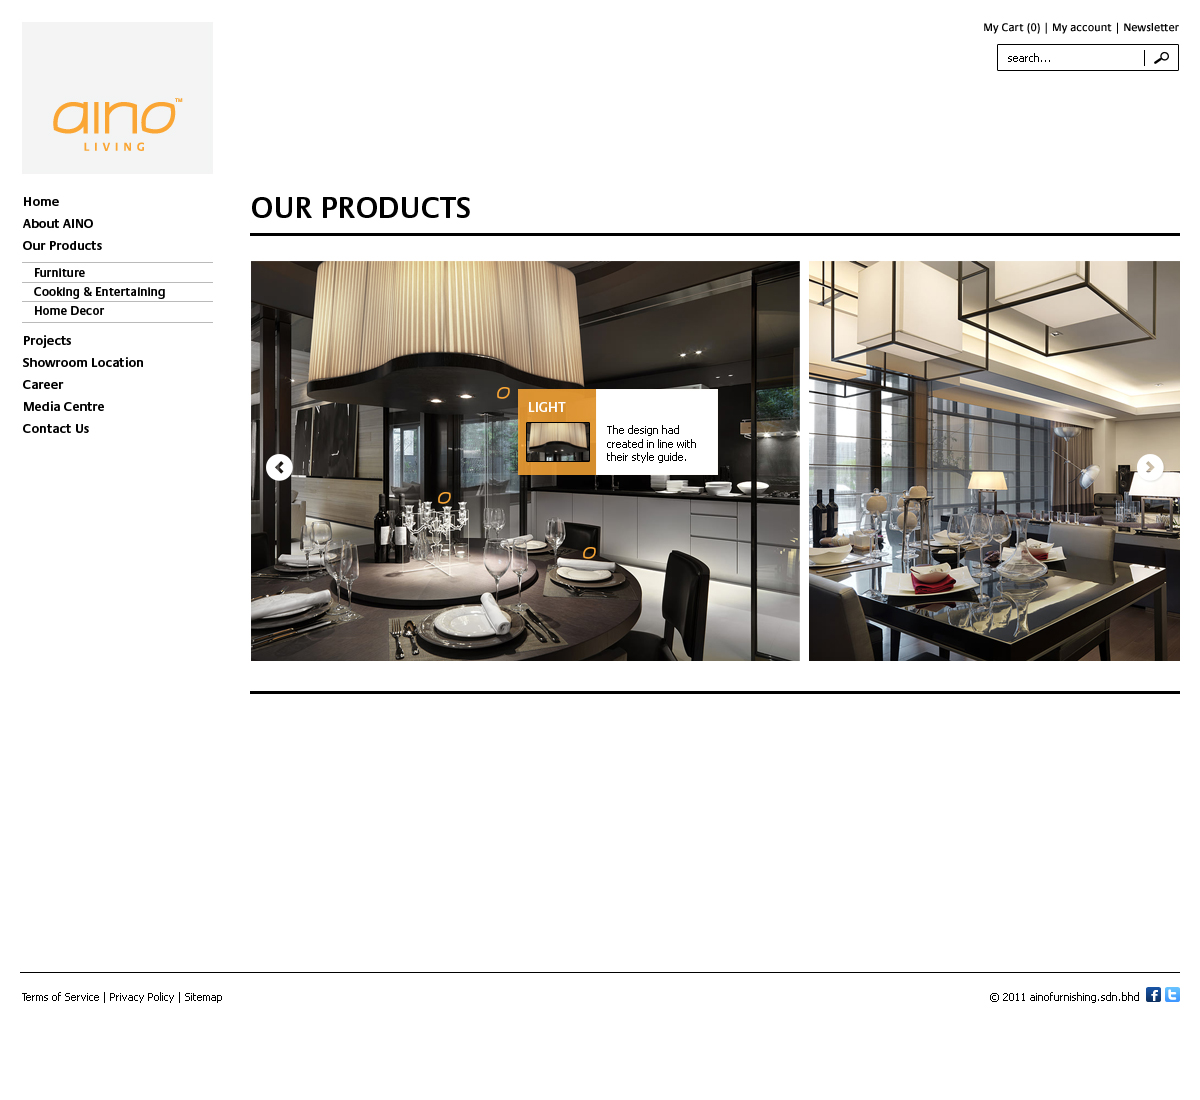 aino™
LIVING
My Cart (0) | My account | Newsletter
search...
Home
About AINO
Our Products
Furniture
Cooking & Entertaining
Home Decor
Projects
Showroom Location
Career
Media Centre
Contact Us
OUR PRODUCTS
LIGHT
The design had
created in line with
their style guide.
Terms of Service | Privacy Policy | Sitemap
© 2011 ainofurnishing.sdn.bhd